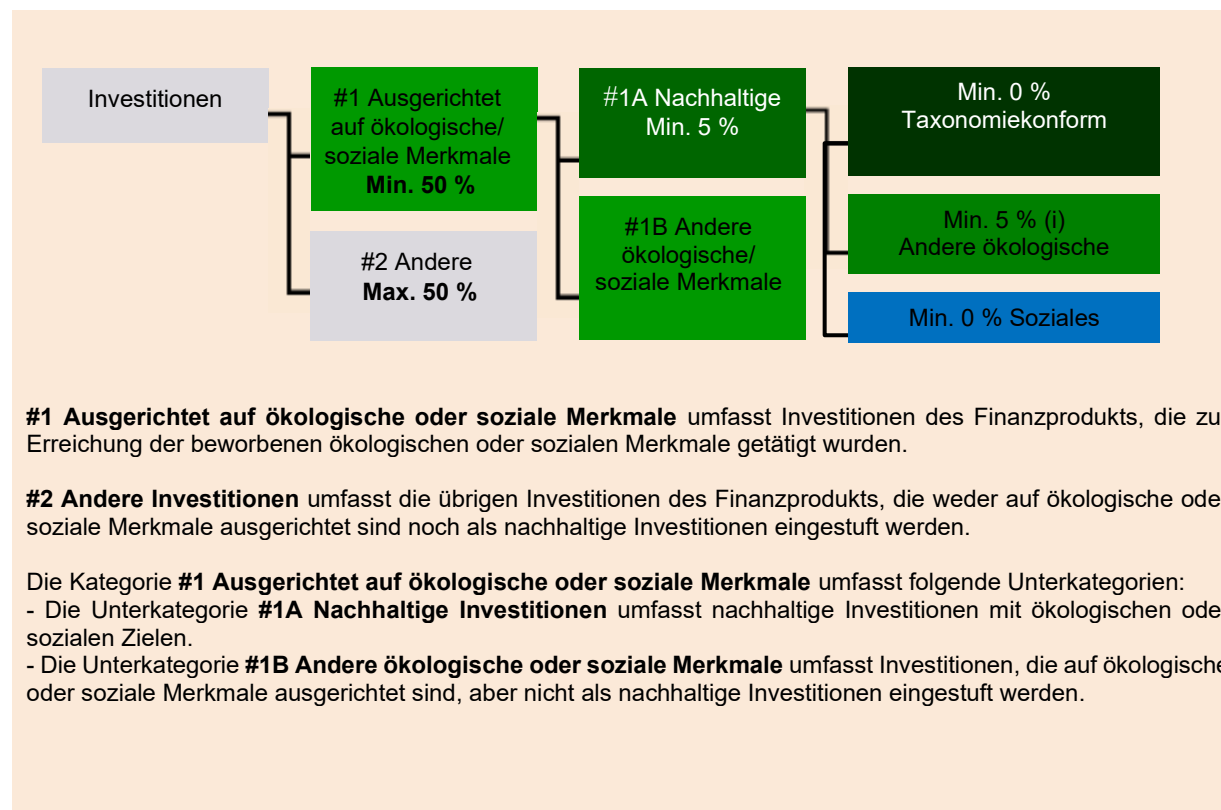 Investitionen
#1 Ausgerichtet
auf ökologische/
soziale Merkmale
Min. 50 %
#2 Andere
Max. 50 %
#1A Nachhaltige
Min. 5 %
#1B Andere
ökologische/
soziale Merkmale
Min. 0 %
Taxonomiekonform
Min. 5 % (i)
Andere ökologische
Min. 0 % Soziales
#1 Ausgerichtet auf ökologische oder soziale Merkmale umfasst Investitionen des Finanzprodukts, die zu
Erreichung der beworbenen ökologischen oder sozialen Merkmale getätigt wurden.
#2 Andere Investitionen umfasst die übrigen Investitionen des Finanzprodukts, die weder auf ökologische ode
soziale Merkmale ausgerichtet sind noch als nachhaltige Investitionen eingestuft werden.
Die Kategorie #1 Ausgerichtet auf ökologische oder soziale Merkmale umfasst folgende Unterkategorien:
- Die Unterkategorie #1A Nachhaltige Investitionen umfasst nachhaltige Investitionen mit ökologischen ode
sozialen Zielen.
- Die Unterkategorie #1B Andere ökologische oder soziale Merkmale umfasst Investitionen, die auf ökologische
oder soziale Merkmale ausgerichtet sind, aber nicht als nachhaltige Investitionen eingestuft werden.